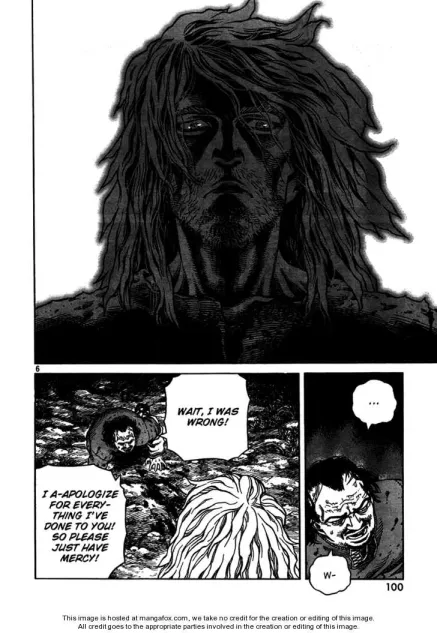 6
WAIT, I WAS
WRONG!
I A-APOLOGIZE
FOR EVERY-
THING I'VE
DONE TO YOU!
SO PLEASE
JUST HAVE
MERCY!
...
W-
100
This image is hosted at mangafox.com, we take no credit for the creation or editing of this image.
All credit goes to the appropriate parties involved in the creation or editing of this image.